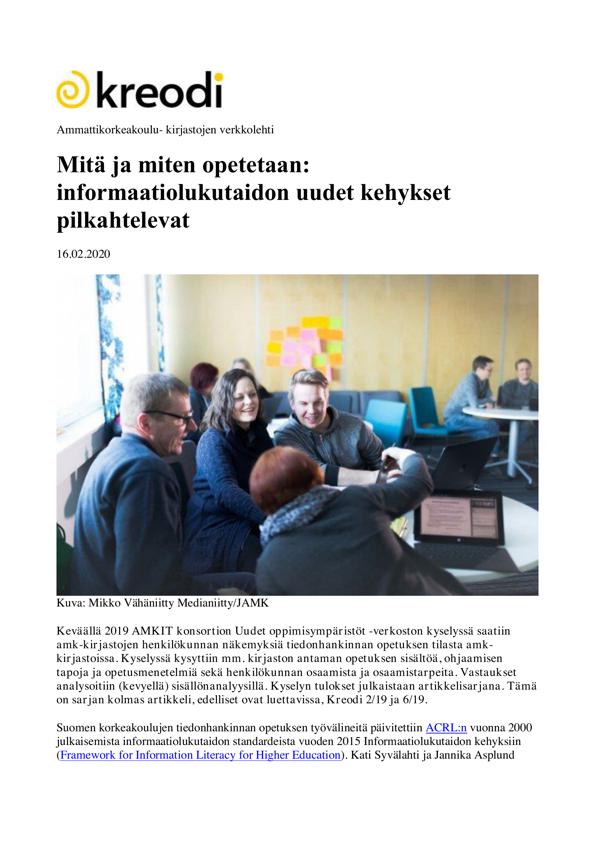 kreodi
Ammattikorkeakoulu- kirjastojen verkkolehti
Mitä ja miten opetetaan:
informaatiolukutaidon uudet kehykset
pilkahtelevat
16.02.2020
Kuva: Mikko Vähäniitty Medianiitty/JAMK
Keväällä 2019 AMKIT konsortion Uudet oppimisympäristöt -verkoston kyselyssä saatiin
amk-kirjastojen henkilökunnan näkemyksiä tiedonhankinnan opetuksen tilasta amk-
kirjastoissa. Kyselyssä kysyttiin mm. kirjaston antaman opetuksen sisältöä, ohjaamisen
tapoja ja opetusmenetelmiä sekä henkilökunnan osaamista ja osaamistarpeita. Vastaukset
analysoitiin (kevyellä) sisällönanalyysillä. Kyselyn tulokset julkaistaan artikkelisarjana. Tämä
on sarjan kolmas artikkeli, edelliset ovat luettavissa, Kreodi 2/19 ja 6/19.
Suomen korkeakoulujen tiedonhankinnan opetuksen työvälineitä päivitettiin ACRL:n vuonna 2000
julkaisemista informaatiolukutaidon standardeista vuoden 2015 Informaatiolukutaidon kehyksiin
(Framework for Information Literacy for Higher Education). Kati Syvälahti ja Jannika Asplund